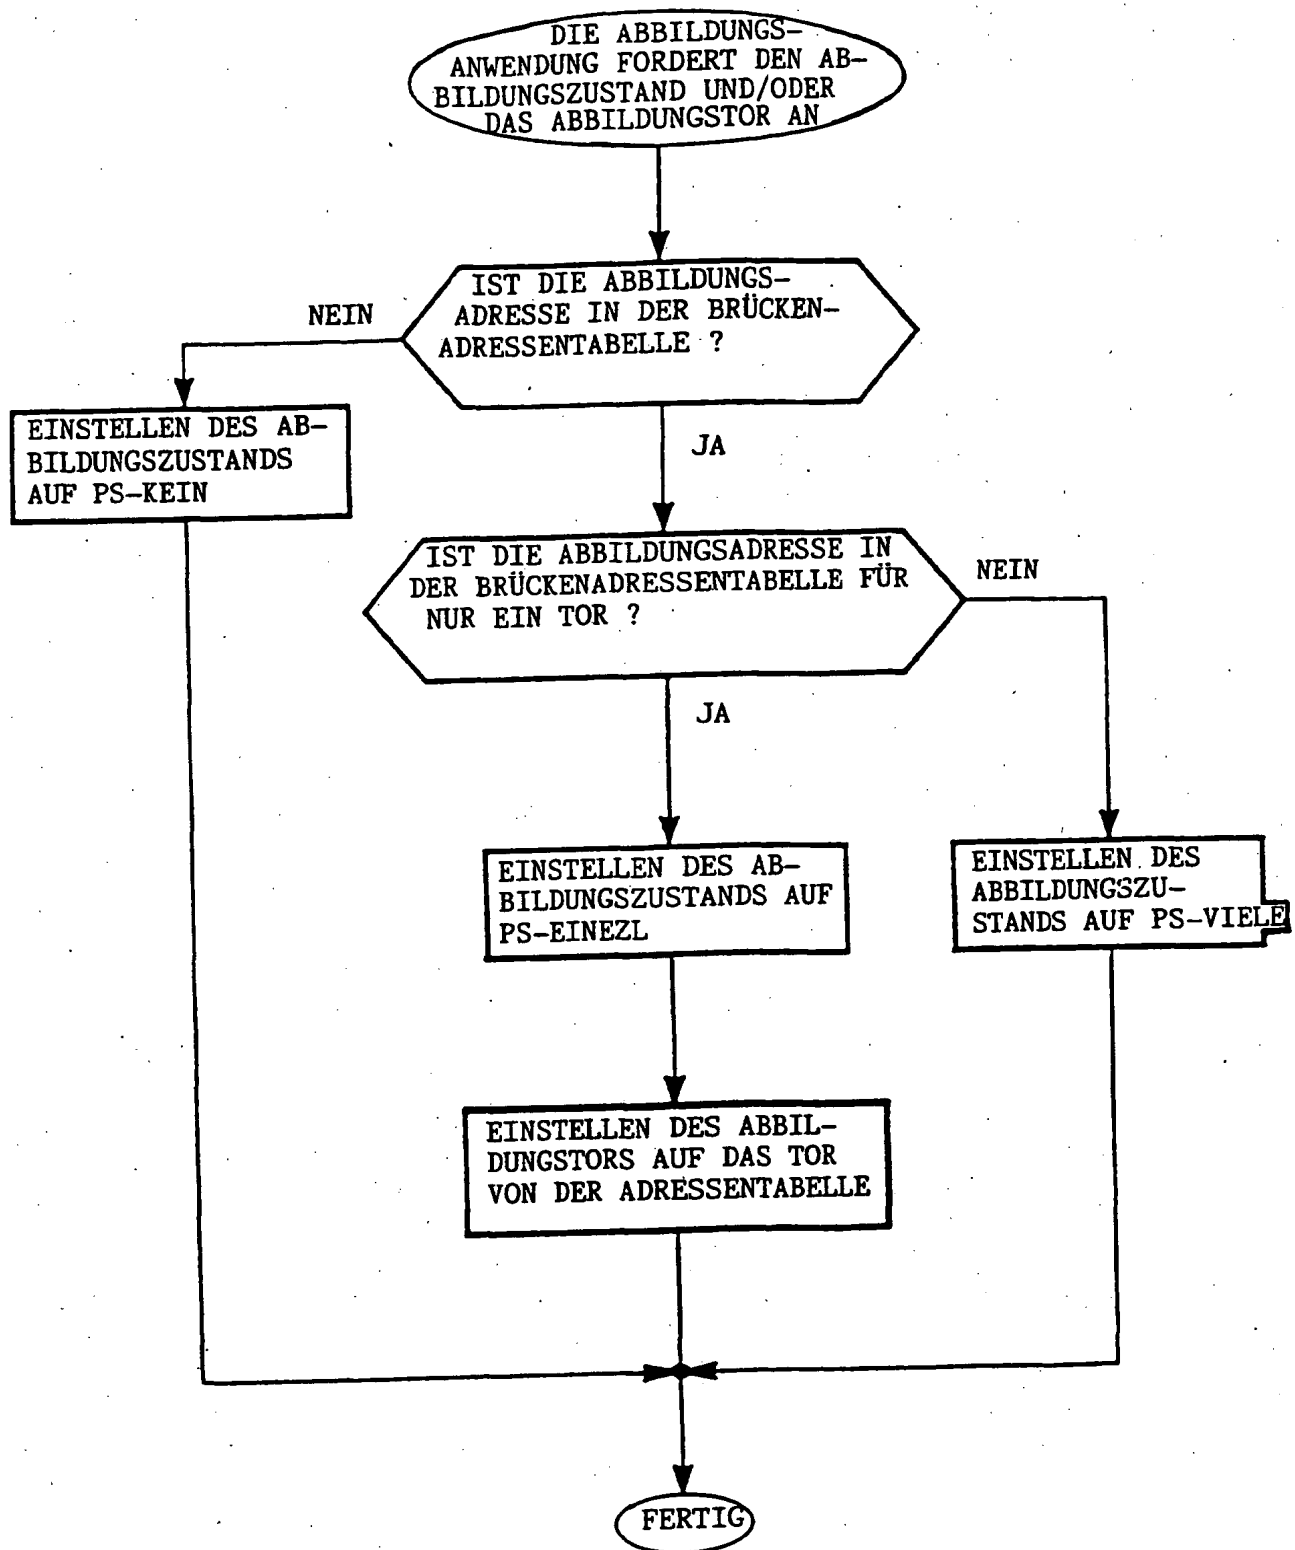 DIE ABBILDUNGS-
ANWENDUNG FORDERT DEN AB-
BILDUNGSZUSTAND UND/ODER
DAS ABBILDUNGSTOR AN
IST DIE ABBILDUNGS-
ADRESSE IN DER BRÜCKEN-
ADRESSENTABELLE ?
NEIN
EINSTELLEN DES AB-
BILDUNGSZUSTANDS
AUF PS-KEIN
JA
IST DIE ABBILDUNGSADRESSE IN
DER BRÜCKENADRESSENTABELLE FÜR
NUR EIN TOR ?
NEIN
JA
EINSTELLEN DES AB-
BILDUNGSZUSTANDS AUF
PS-EINEZL
EINSTELLEN DES
ABBILDUNGSZU-
STANDS AUF PS-VIELE
EINSTELLEN DES ABBIL-
DUNGSTORS AUF DAS TOR
VON DER ADRESSENTABELLE
FERTIG